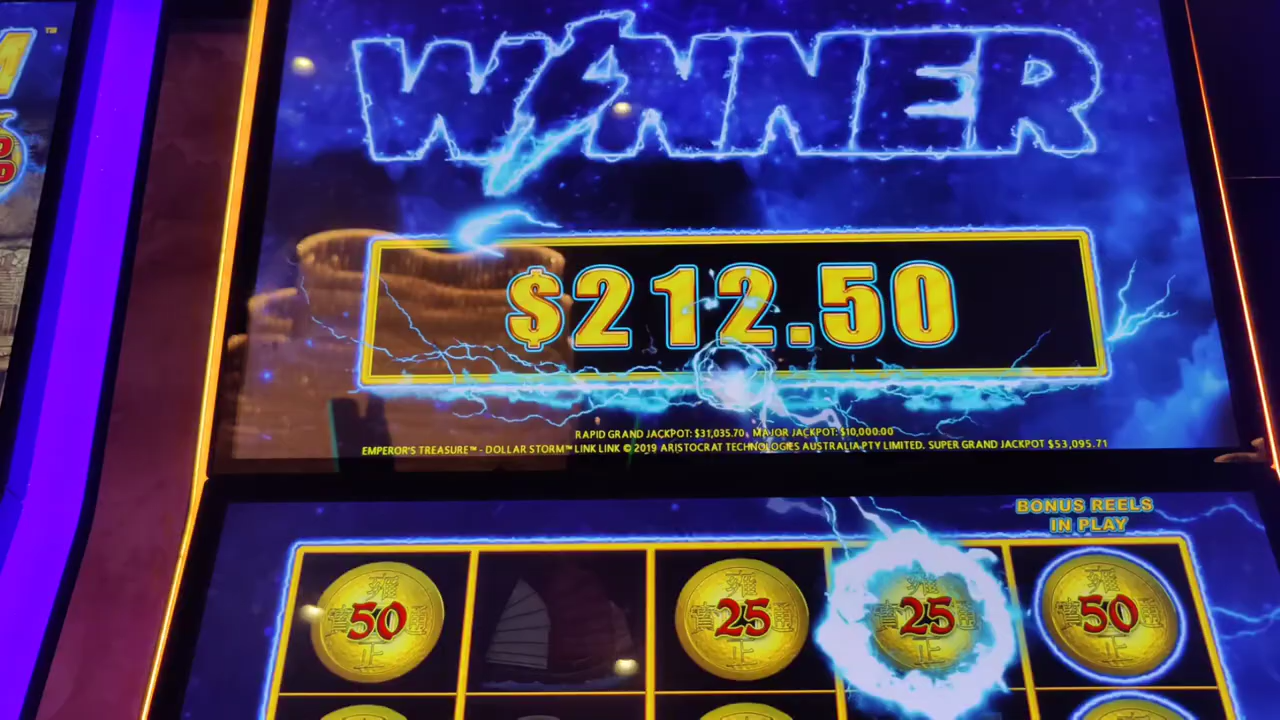 TM
WINNER
$212.50
RAPID GRAND JACKPOT: $31,035.70 MAJOR JACKPOT: $10,000.00
EMPEROR'S TREASURE™ - DOLLAR STORM™ LINK LINK © 2019 ARISTOCRAT TECHNOLOGIES AUSTRALIA PTY LIMITED. SUPER GRAND JACKPOT $53,095.71
BONUS REELS
IN PLAY
50
25
25
50